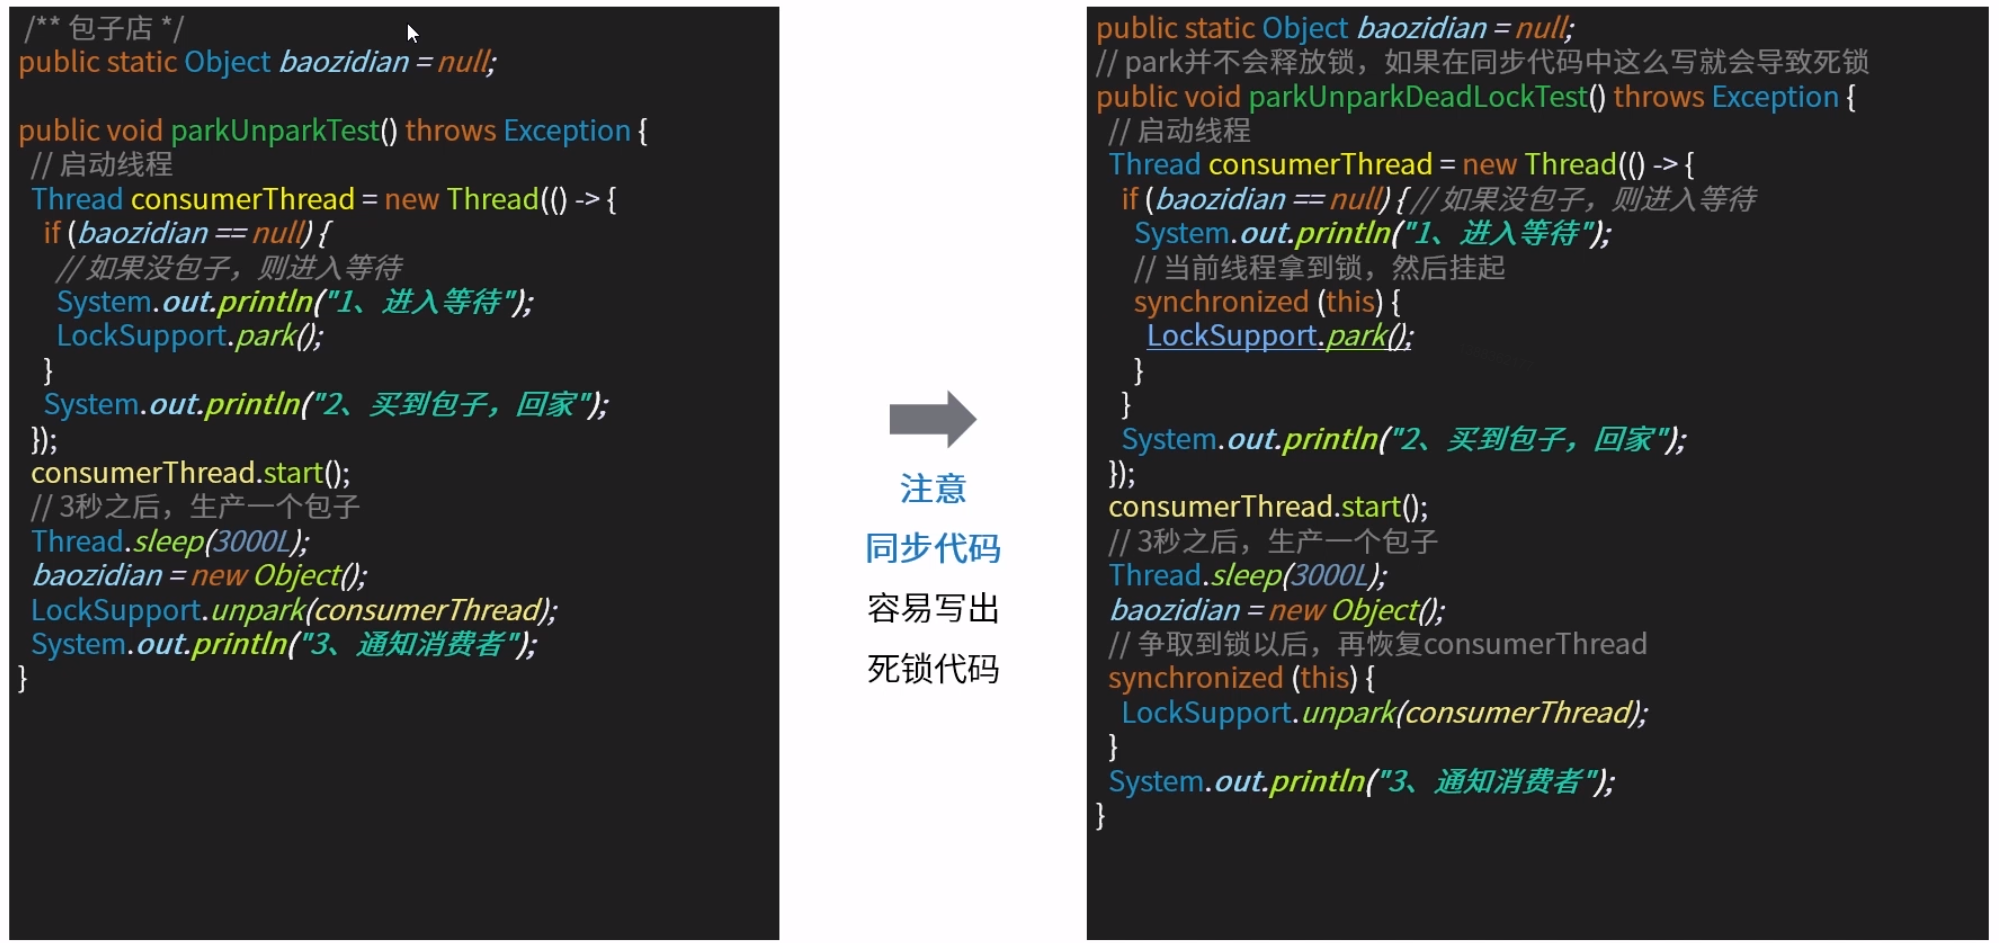 /** 包子店 */
public static Object baozidian = null;
public void parkUnparkTest() throws Exception {
// 启动线程
Thread consumerThread = new Thread(() -> {
if (baozidian == null) {
// 如果没包子，则进入等待
System.out.println("1、进入等待");
LockSupport.park();
}
System.out.println("2、买到包子，回家");
});
consumerThread.start();
// 3秒之后，生产一个包子
Thread.sleep(3000L);
baozidian = new Object();
LockSupport.unpark(consumerThread);
System.out.println("3、通知消费者");
}
注意
同步代码
容易写出
死锁代码
public static Object baozidian = null;
// park并不会释放锁，如果在同步代码中这么写就会导致死锁
public void parkUnparkDeadLockTest() throws Exception {
// 启动线程
Thread consumerThread = new Thread(() -> {
if (baozidian == null) { // 如果没包子，则进入等待
System.out.println("1、进入等待");
// 当前线程拿到锁，然后挂起
synchronized (this) {
LockSupport.park();
}
}
System.out.println("2、买到包子，回家");
});
consumerThread.start();
// 3秒之后，生产一个包子
Thread.sleep(3000L);
baozidian = new Object();
// 争取到锁以后，再恢复consumerThread
synchronized (this) {
LockSupport.unpark(consumerThread);
}
System.out.println("3、通知消费者");
}